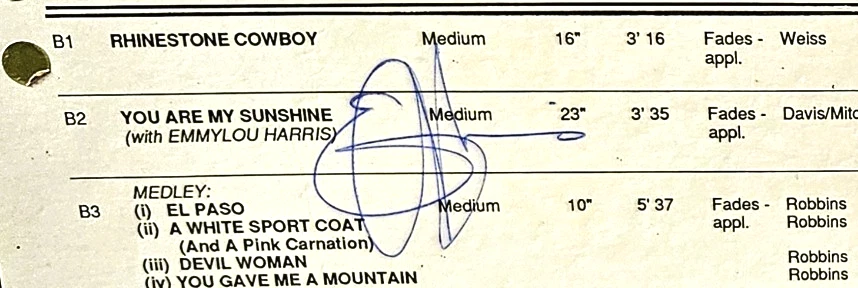 B1 RHINESTONE COWBOY Medium 16" 3' 16 Fades - Weiss
appl.
B2 YOU ARE MY SUNSHINE Medium 23" 3' 35 Fades - Davis/Mitc
(with EMMYLOU HARRIS) appl.
MEDLEY:
B3 (i) EL PASO Medium 10" 5' 37 Fades - Robbins
(ii) A WHITE SPORT COAT appl. Robbins
(And A Pink Carnation)
(iii) DEVIL WOMAN Robbins
(iv) YOU GAVE ME A MOUNTAIN Robbins